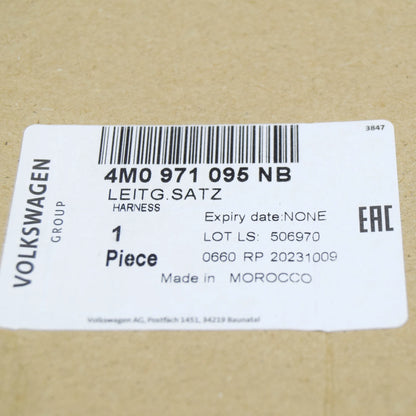 3847
4M0 971 095 NB
LEITG.SATZ
HARNESS
Expiry date:NONE
1
Piece
LOT LS: 506970
0660 RP 20231009
Made in MOROCCO
VOLKSWAGEN
GROUP
EAC
Volkswagen AG, Postfach 1451, 34219 Baunatal